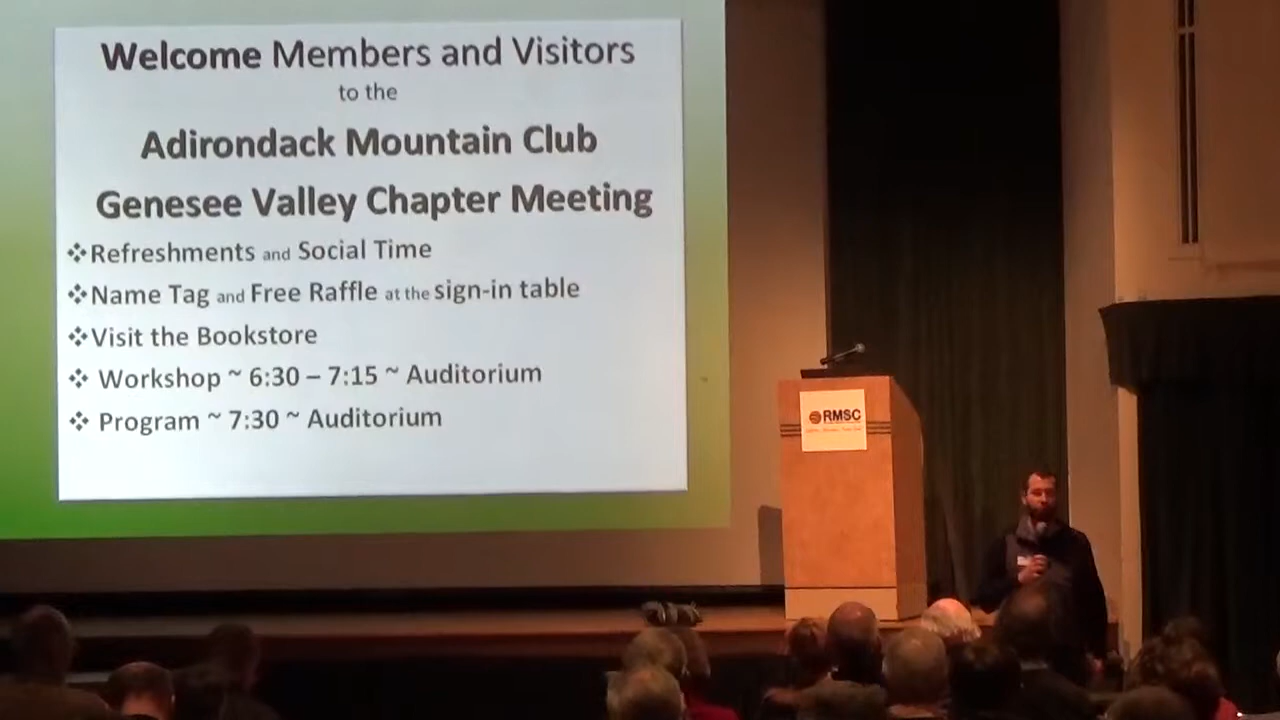 Welcome Members and Visitors
to the
Adirondack Mountain Club
Genesee Valley Chapter Meeting
❖Refreshments and Social Time
❖Name Tag and Free Raffle at the sign-in table
❖Visit the Bookstore
❖ Workshop ~ 6:30 – 7:15 ~ Auditorium
❖ Program ~ 7:30 ~ Auditorium
RMSC